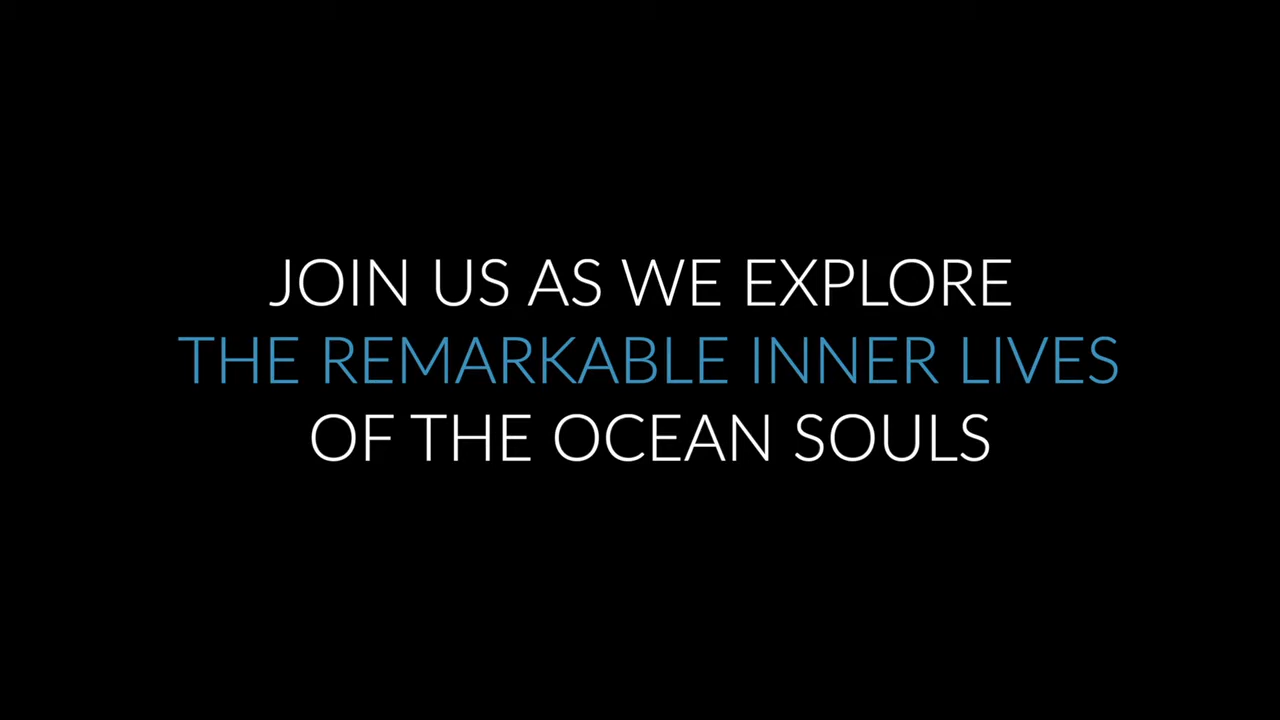 JOIN US AS WE EXPLORE
THE REMARKABLE INNER LIVES
OF THE OCEAN SOULS